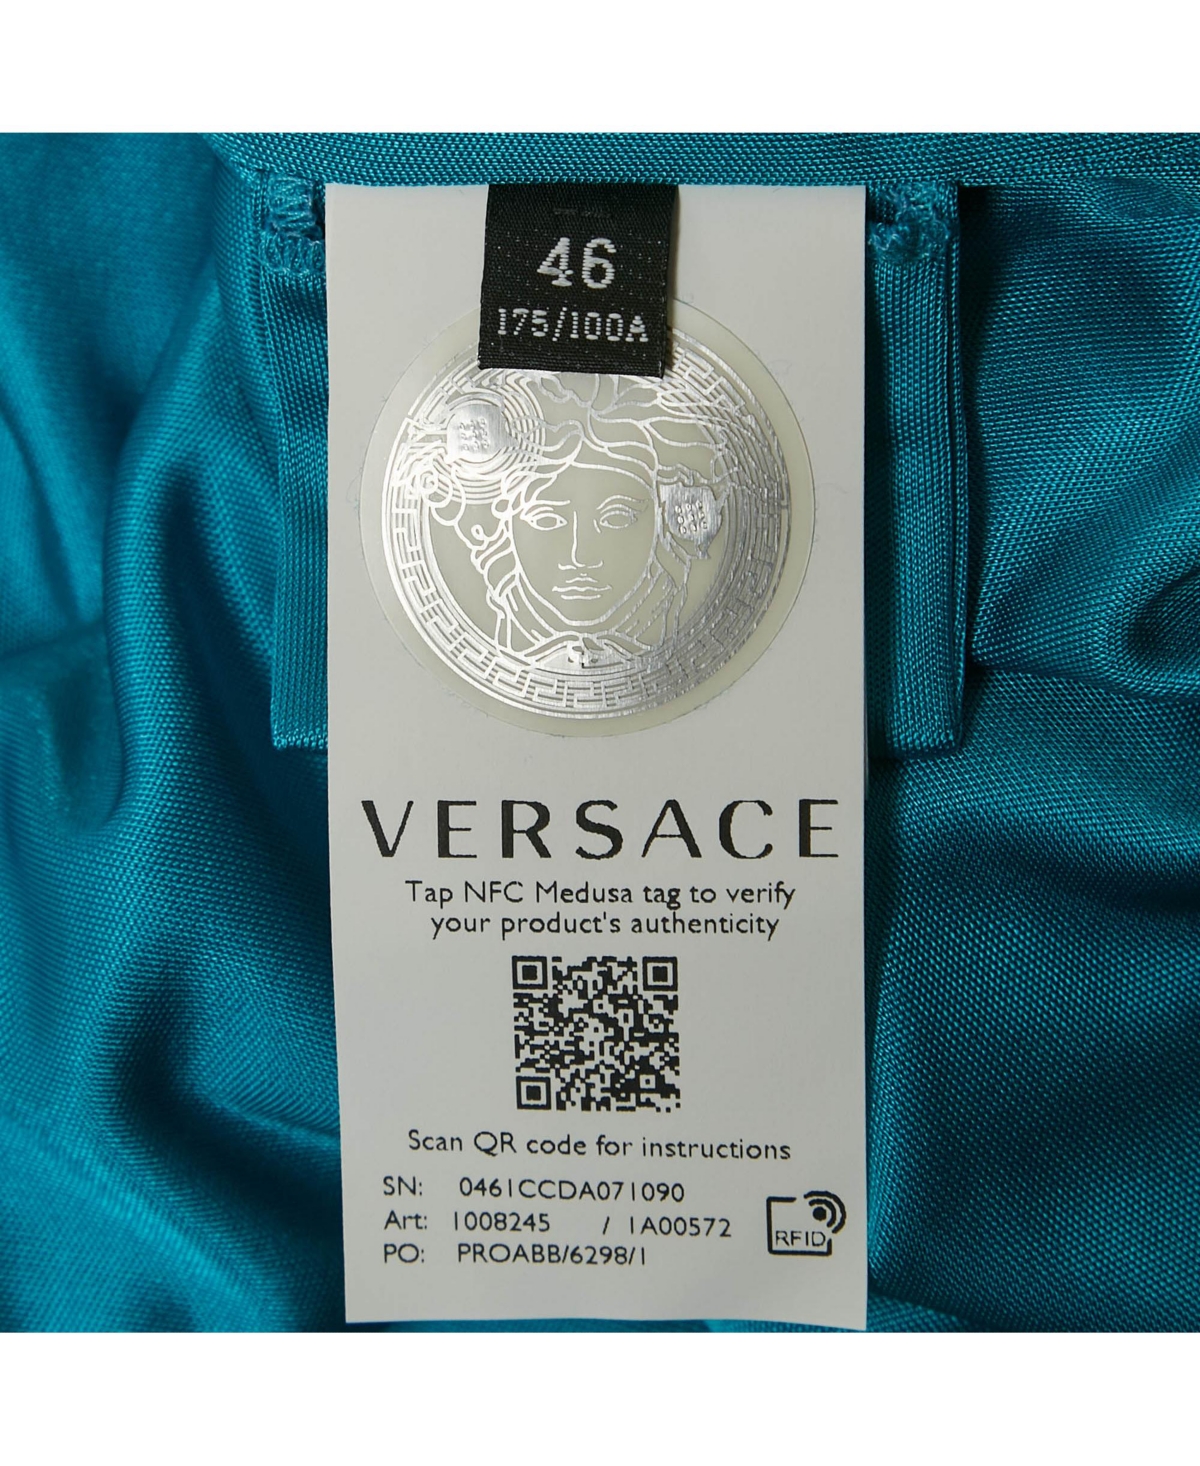 46
175/100A
VERSACE
Tap NFC Medusa tag to verify
your product's authenticity
Scan QR code for instructions
SN: 0461CCDA071090
Art: 1008245 / 1A00572
PO: PROABB/6298/1
RFID